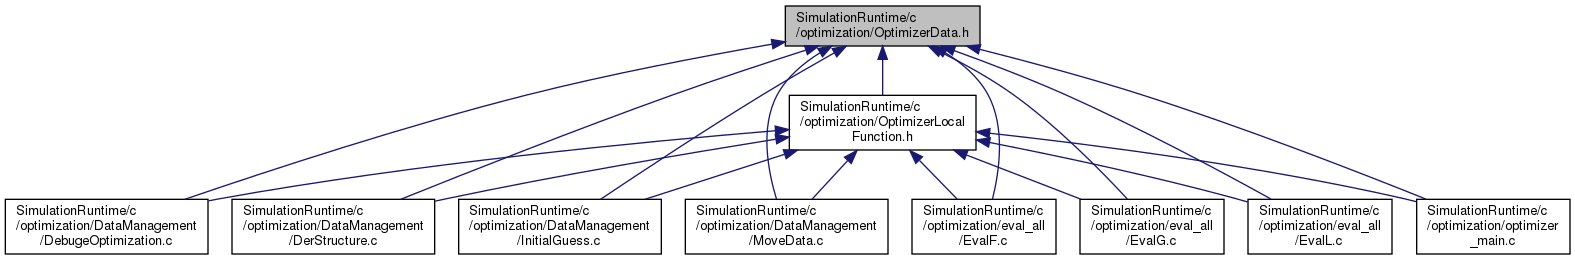 SimulationRuntime/c
/optimization/OptimizerData.h
SimulationRuntime/c
/optimization/OptimizerLocal
Function.h
SimulationRuntime/c
/optimization/DataManagement
/DebugeOptimization.c
SimulationRuntime/c
/optimization/DataManagement
/DerStructure.c
SimulationRuntime/c
/optimization/DataManagement
/InitialGuess.c
SimulationRuntime/c
/optimization/DataManagement
/MoveData.c
SimulationRuntime/c
/optimization/eval_all
/EvalF.c
SimulationRuntime/c
/optimization/eval_all
/EvalG.c
SimulationRuntime/c
/optimization/eval_all
/EvalL.c
SimulationRuntime/c
/optimization/optimizer
_main.c